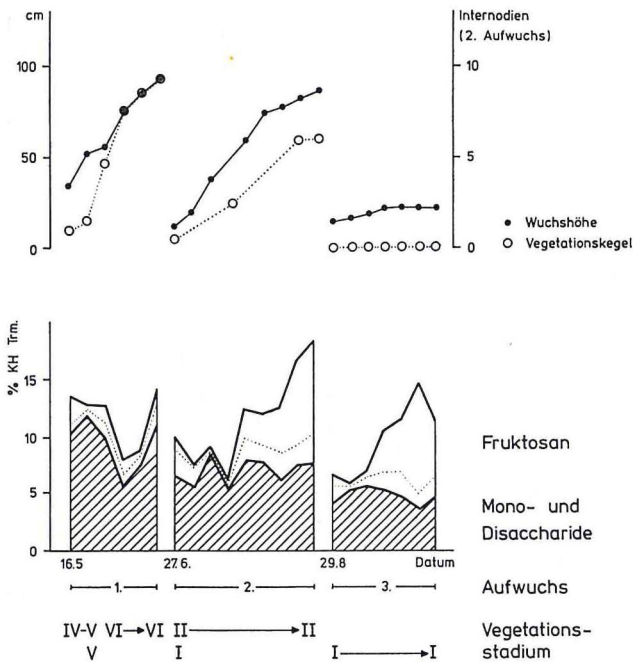 cm
Internodien
(2. Aufwuchs)
100
10
50
5
0
0
Wuchshöhe
Vegetationskegel
% KH Trm.
15
10
5
0
Fruktosan
Mono- und
Disaccharide
16.5 27.6. 29.8 Datum
1. 2. 3. Aufwuchs
IV-V VI→VI II→II Vegetations-
V I I→I stadium